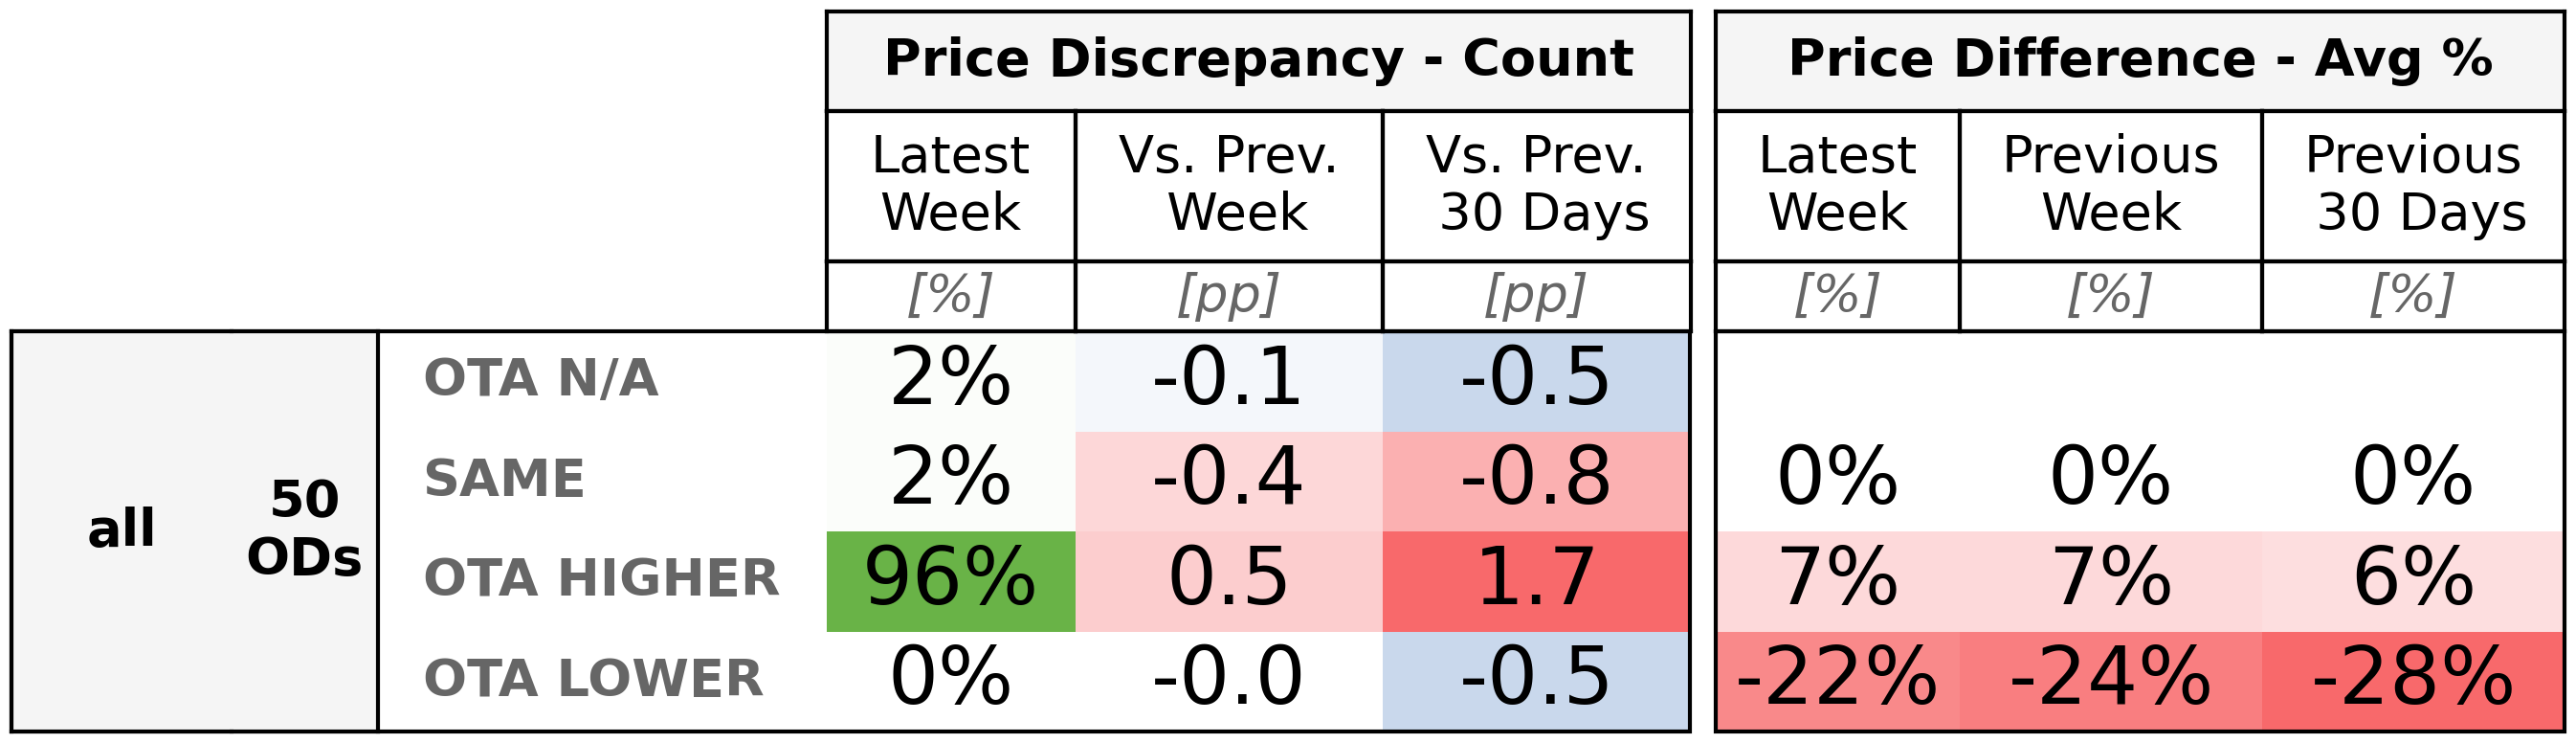 Price Discrepancy - Count Price Difference - Avg %
Latest Week Vs. Prev. Week Vs. Prev. 30 Days Latest Week Previous Week Previous 30 Days
[%] [pp] [pp] [%] [%] [%]
all 50 ODs
OTA N/A 2% -0.1 -0.5
SAME 2% -0.4 -0.8 0% 0% 0%
OTA HIGHER 96% 0.5 1.7 7% 7% 6%
OTA LOWER 0% -0.0 -0.5 -22% -24% -28%